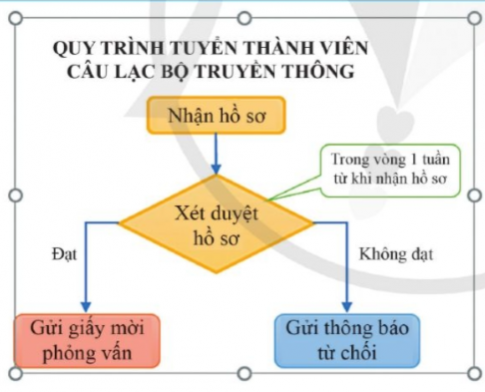 QUY TRÌNH TUYỂN THÀNH VIÊN
CÂU LẠC BỘ TRUYỀN THÔNG
Nhận hồ sơ
Trong vòng 1 tuần
từ khi nhận hồ sơ
Xét duyệt
hồ sơ
Đạt
Không đạt
Gửi giấy mời
phỏng vấn
Gửi thông báo
từ chối